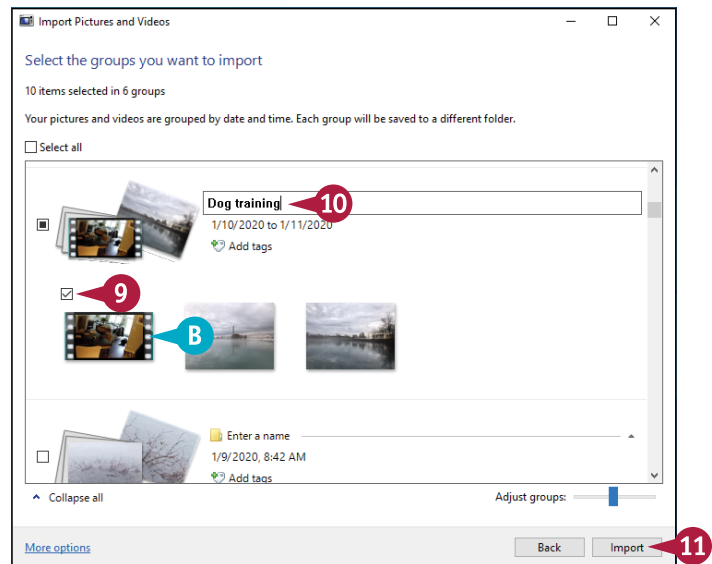 Import Pictures and Videos
Select the groups you want to import
10 items selected in 6 groups
Your pictures and videos are grouped by date and time. Each group will be saved to a different folder.
Select all
Dog training 10
1/10/2020 to 1/11/2020
Add tags
9
B
Enter a name
1/9/2020, 8:42 AM
Add tags
Collapse all Adjust groups:
More options Back Import 11